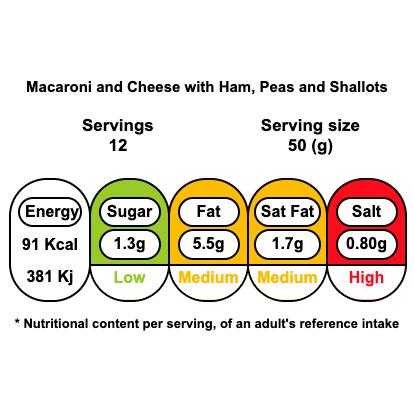 Macaroni and Cheese with Ham, Peas and Shallots
Servings Serving size
12 50 (g)
Energy Sugar Fat Sat Fat Salt
91 Kcal 1.3g 5.5g 1.7g 0.80g
381 Kj Low Medium Medium High
* Nutritional content per serving, of an adult's reference intake